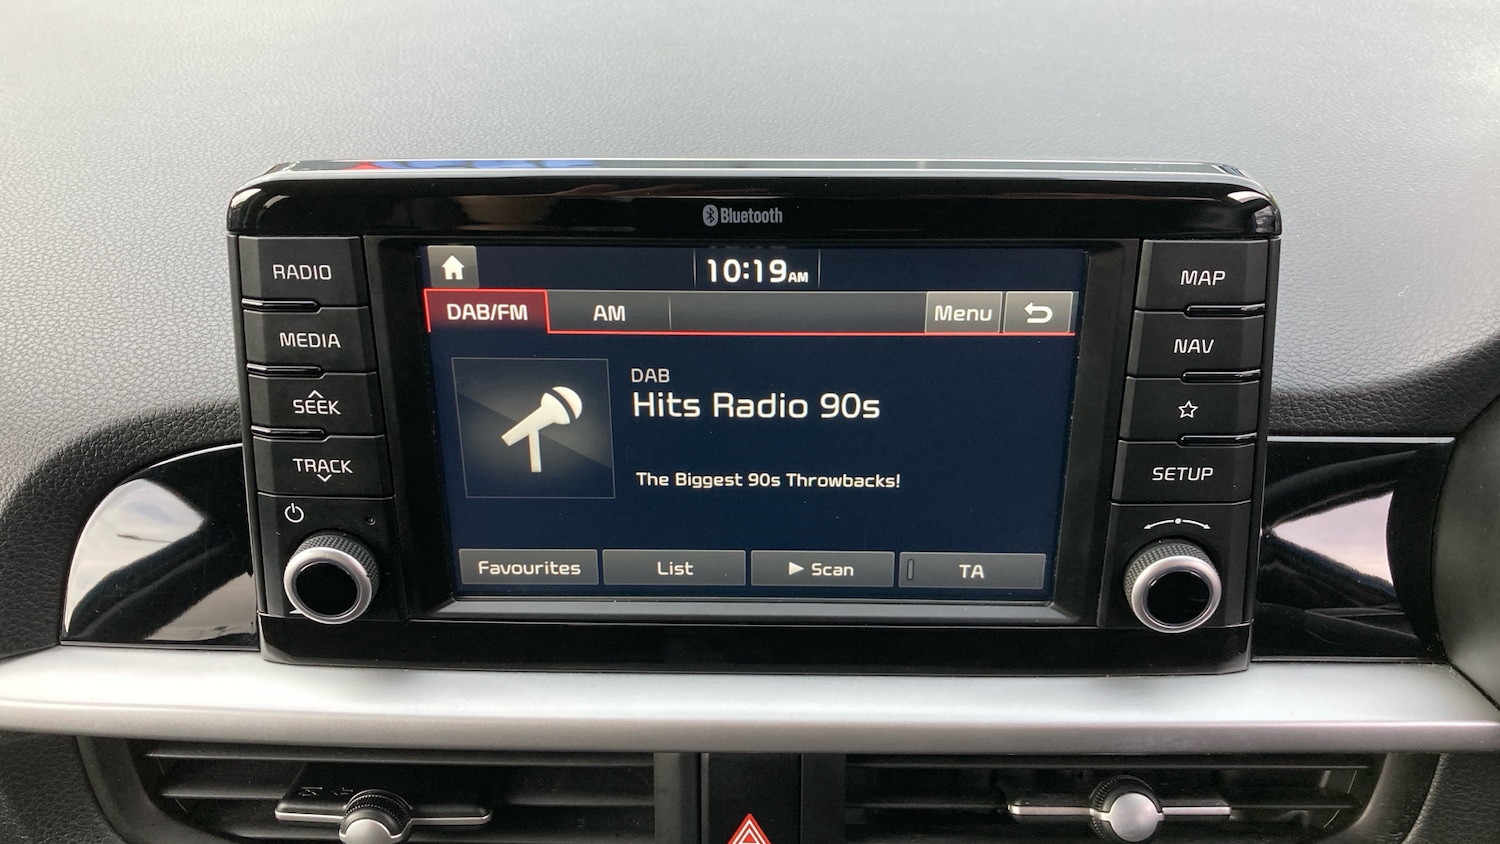 Bluetooth
RADIO
MEDIA
SEEK
TRACK
10:19AM
DAB/FM
AM
Menu
DAB
Hits Radio 90s
The Biggest 90s Throwbacks!
Favourites
List
Scan
TA
MAP
NAV
SETUP